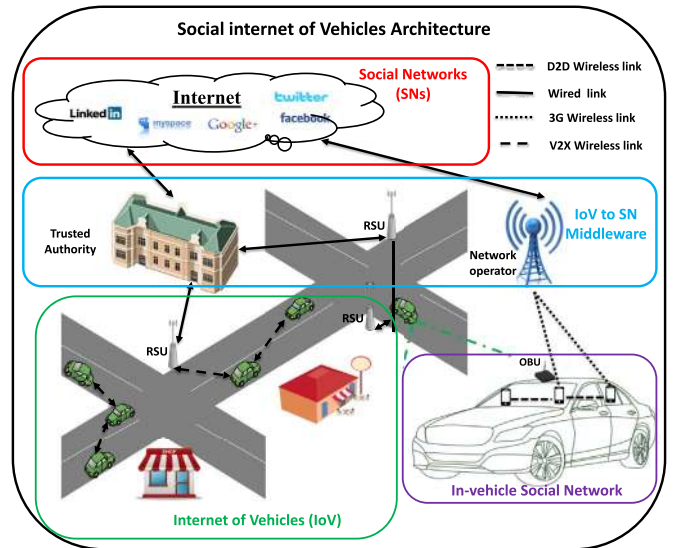 Social internet of Vehicles Architecture
Social Networks
(SNs)
Internet
twitter
Linked in
myspace
Google+
facebook
D2D Wireless link
Wired link
3G Wireless link
V2X Wireless link
IoV to SN
Middleware
RSU
Trusted
Authority
Network
operator
RSU
RSU
OBU
In-vehicle Social Network
Internet of Vehicles (IoV)